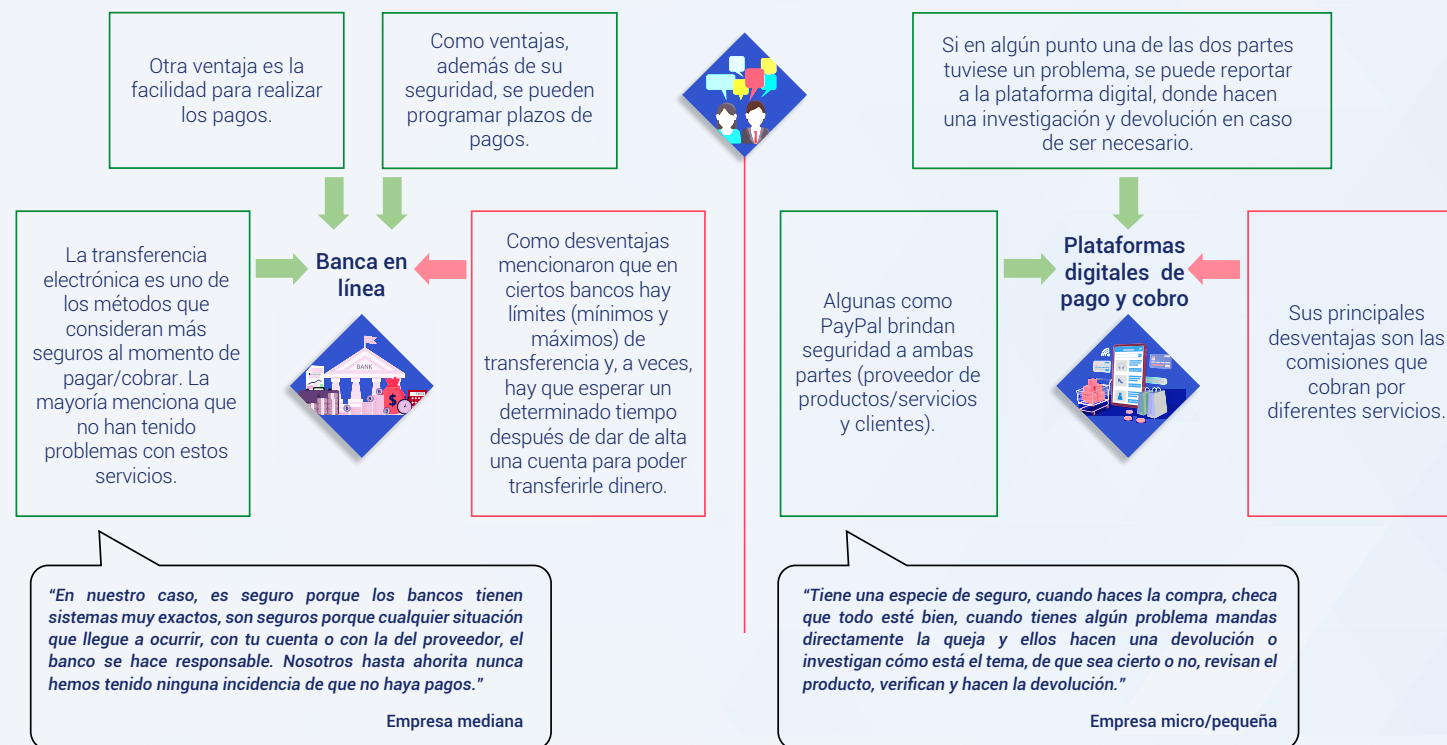 Otra ventaja es la
facilidad para realizar
los pagos.
Como ventajas,
además de su
seguridad, se pueden
programar plazos de
pagos.
La transferencia
electrónica es uno de
los métodos que
consideran más
seguros al momento de
pagar/cobrar. La
mayoría menciona que
no han tenido
problemas con estos
servicios.
Banca en
línea
BANK
Como desventajas
mencionaron que en
ciertos bancos hay
límites (mínimos y
máximos) de
transferencia y, a veces,
hay que esperar un
determinado tiempo
después de dar de alta
una cuenta para poder
transferirle dinero.
“En nuestro caso, es seguro porque los bancos tienen
sistemas muy exactos, son seguros porque cualquier situación
que llegue a ocurrir, con tu cuenta o con la del proveedor, el
banco se hace responsable. Nosotros hasta ahorita nunca
hemos tenido ninguna incidencia de que no haya pagos.”
Empresa mediana
Si en algún punto una de las dos partes
tuviese un problema, se puede reportar
a la plataforma digital, donde hacen
una investigación y devolución en caso
de ser necesario.
Algunas como
PayPal brindan
seguridad a ambas
partes (proveedor de
productos/servicios
y clientes).
Plataformas
digitales de
pago y cobro
Sus principales
desventajas son las
comisiones que
cobran por
diferentes servicios.
“Tiene una especie de seguro, cuando haces la compra, checa
que todo esté bien, cuando tienes algún problema mandas
directamente la queja y ellos hacen una devolución o
investigan cómo está el tema, de que sea cierto o no, revisan el
producto, verifican y hacen la devolución.”
Empresa micro/pequeña